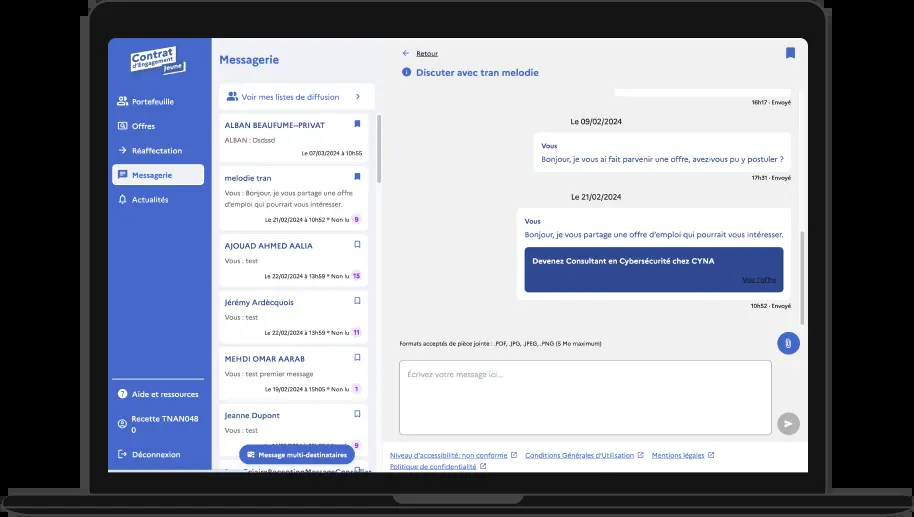 Contrat
d'Engagement
Jeune
Portefeuille
Offres
Réaffectation
Messagerie
Actualités
Aide et ressources
Recette TNAN048
0
Déconnexion
Messagerie
Voir mes listes de diffusion
ALBAN BEAUFUME--PRIVAT
ALBAN : Dsdssd
Le 07/03/2024 à 10h55
melodie tran
Vous : Bonjour, je vous partage une offre
d'emploi qui pourrait vous intéresser.
Le 21/02/2024 à 10h52 • Non lu 9
AJOUAD AHMED AALIA
Vous : test
Le 22/02/2024 à 13h59 • Non lu 15
Jérémy Ardècquois
Vous : test
Le 22/02/2024 à 13h59 • Non lu 11
MEHDI OMAR AARAB
Vous : test premier message
Le 19/02/2024 à 15h05 • Non lu 1
Jeanne Dupont
Vous : test
9
Message multi-destinataires
Retour
Discuter avec tran melodie
16h17 · Envoyé
Le 09/02/2024
Vous
Bonjour, je vous ai fait parvenir une offre, avez-vous pu y postuler ?
17h31 · Envoyé
Le 21/02/2024
Vous
Bonjour, je vous partage une offre d'emploi qui pourrait vous intéresser.
Devenez Consultant en Cybersécurité chez CYNA
Voir l'offre
10h52 · Envoyé
Formats acceptés de pièce jointe : .PDF, .JPG, .JPEG, .PNG (5 Mo maximum)
Écrivez votre message ici...
Niveau d'accessibilité: non conforme
Conditions Générales d'Utilisation
Mentions légales
Politique de confidentialité